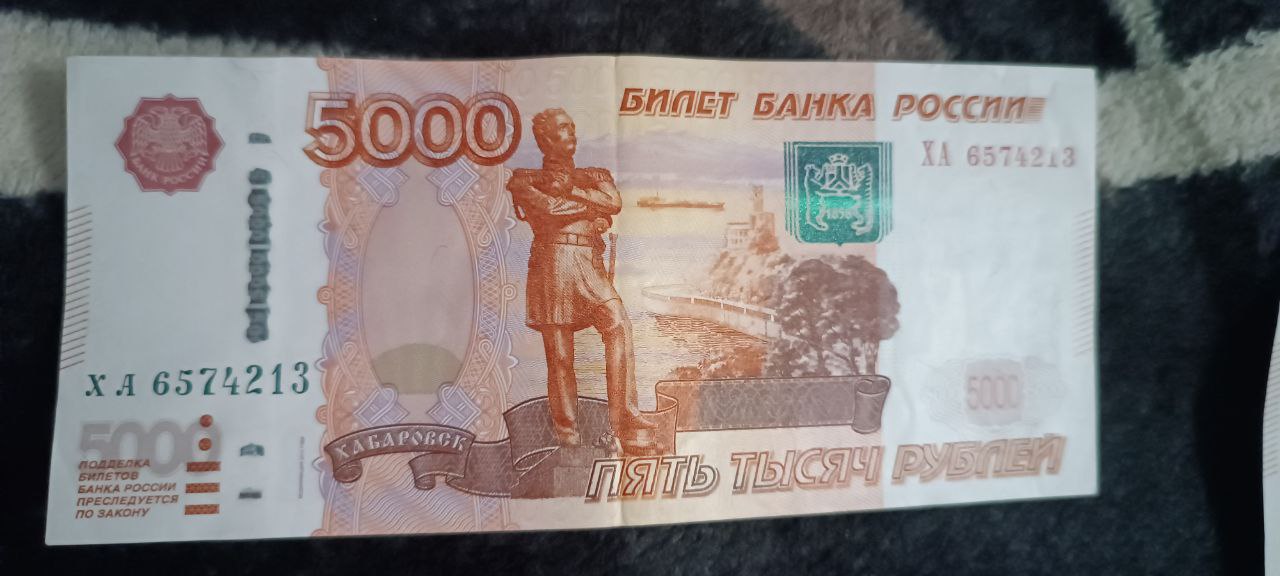 5000
БИЛЕТ БАНКА РОССИИ
ХА 6574213
БАНК РОССИИ
1858
ХА 6574213
5000
5000
ХАБАРОВСК
ПОДДЕЛКА
БИЛЕТОВ
БАНКА РОССИИ
ПРЕСЛЕДУЕТСЯ
ПО ЗАКОНУ
ПЯТЬ ТЫСЯЧ РУБЛЕЙ